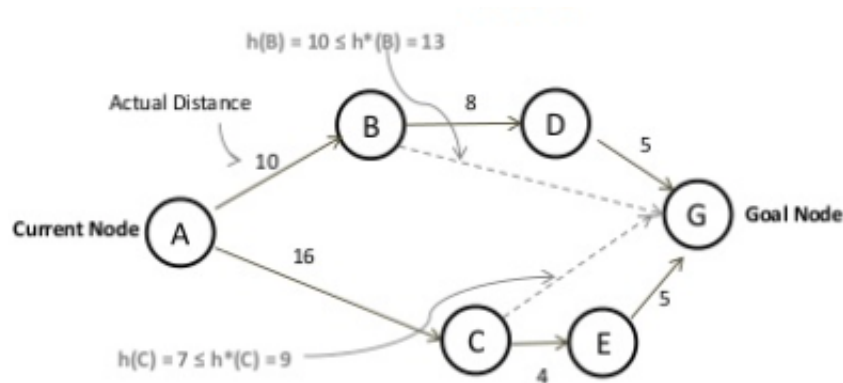 h(B) = 10 ≤ h*(B) = 13
Actual Distance
8
B
D
10
5
Current Node
A
G
Goal Node
16
5
C
E
h(C) = 7 ≤ h*(C) = 9
4